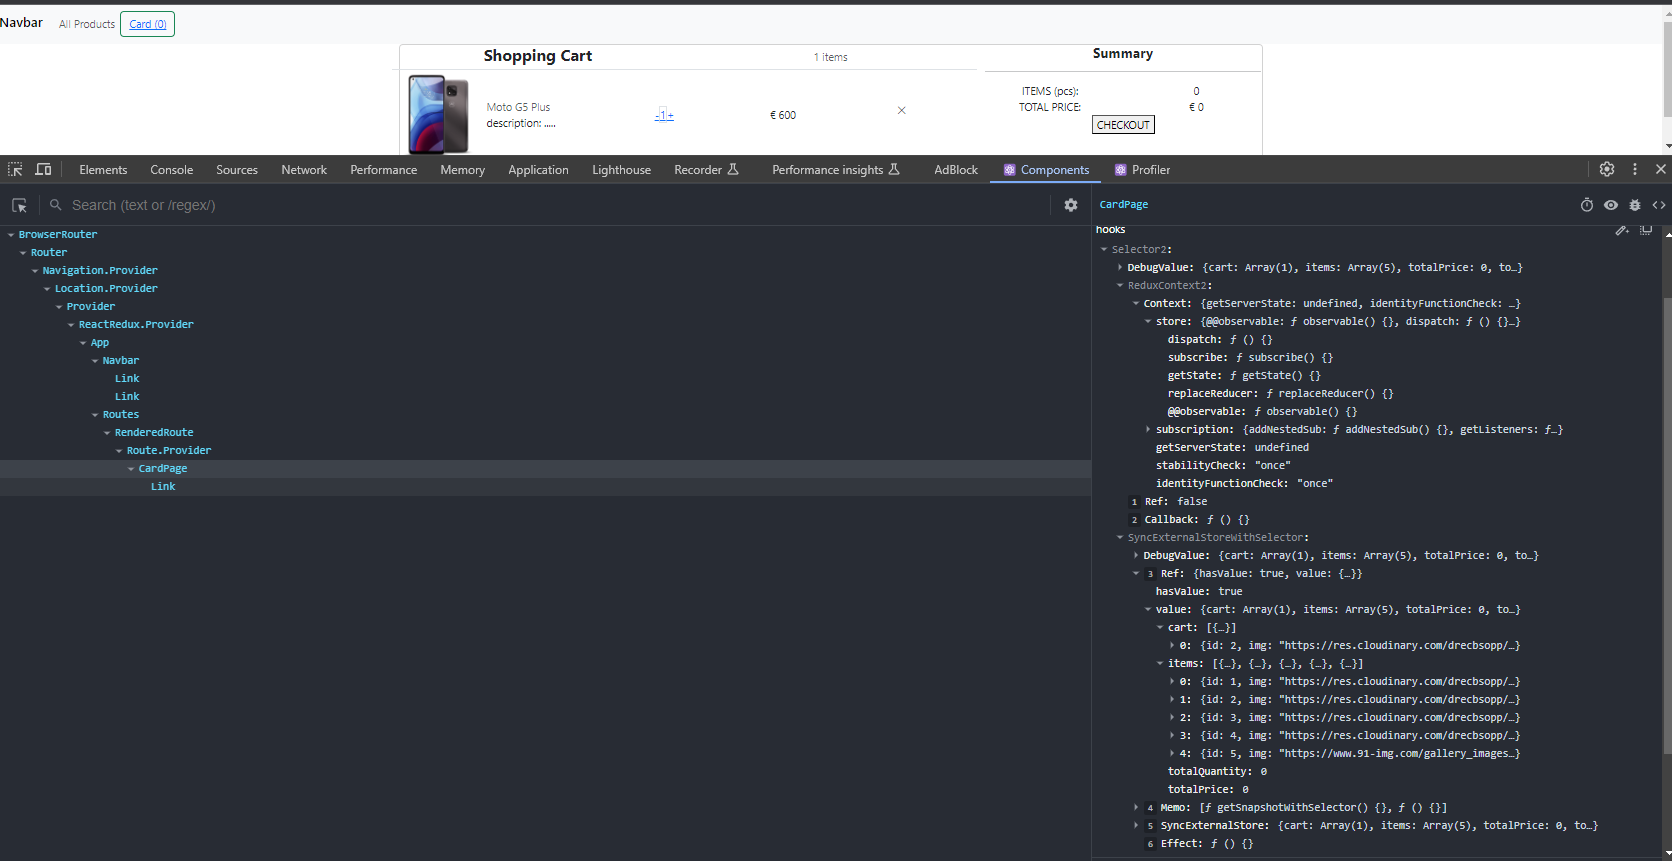 Navbar All Products Card (0)
Shopping Cart 1 items
Moto G5 Plus
description: .....
-1+ € 600 ×
Summary
ITEMS (pcs): 0
TOTAL PRICE: € 0
CHECKOUT
Elements Console Sources Network Performance Memory Application Lighthouse Recorder Performance insights AdBlock Components Profiler
Search (text or /regex/)
BrowserRouter
Router
Navigation.Provider
Location.Provider
Provider
ReactRedux.Provider
App
Navbar
Link
Link
Routes
RenderedRoute
Route.Provider
CardPage
Link
CardPage
hooks
Selector2:
DebugValue: {cart: Array(1), items: Array(5), totalPrice: 0, to…}
ReduxContext2:
Context: {getServerState: undefined, identityFunctionCheck: …}
store: {@@observable: ƒ observable() {}, dispatch: ƒ () {}…}
dispatch: ƒ () {}
subscribe: ƒ subscribe() {}
getState: ƒ getState() {}
replaceReducer: ƒ replaceReducer() {}
@@observable: ƒ observable() {}
subscription: {addNestedSub: ƒ addNestedSub() {}, getListeners: ƒ…}
getServerState: undefined
stabilityCheck: "once"
identityFunctionCheck: "once"
1 Ref: false
2 Callback: ƒ () {}
SyncExternalStoreWithSelector:
DebugValue: {cart: Array(1), items: Array(5), totalPrice: 0, to…}
3 Ref: {hasValue: true, value: {…}}
hasValue: true
value: {cart: Array(1), items: Array(5), totalPrice: 0, to…}
cart: [{…}]
0: {id: 2, img: "https://res.cloudinary.com/drecbsopp/…}
items: [{…}, {…}, {…}, {…}, {…}]
0: {id: 1, img: "https://res.cloudinary.com/drecbsopp/…}
1: {id: 2, img: "https://res.cloudinary.com/drecbsopp/…}
2: {id: 3, img: "https://res.cloudinary.com/drecbsopp/…}
3: {id: 4, img: "https://res.cloudinary.com/drecbsopp/…}
4: {id: 5, img: "https://www.91-img.com/gallery_images…}
totalQuantity: 0
totalPrice: 0
4 Memo: [ƒ getSnapshotWithSelector() {}, ƒ () {}]
5 SyncExternalStore: {cart: Array(1), items: Array(5), totalPrice: 0, to…}
6 Effect: ƒ () {}